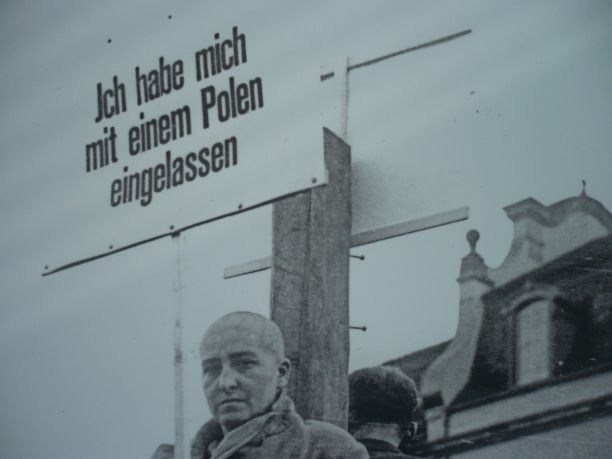 Jch habe mich
mit einem Polen
eingelassen